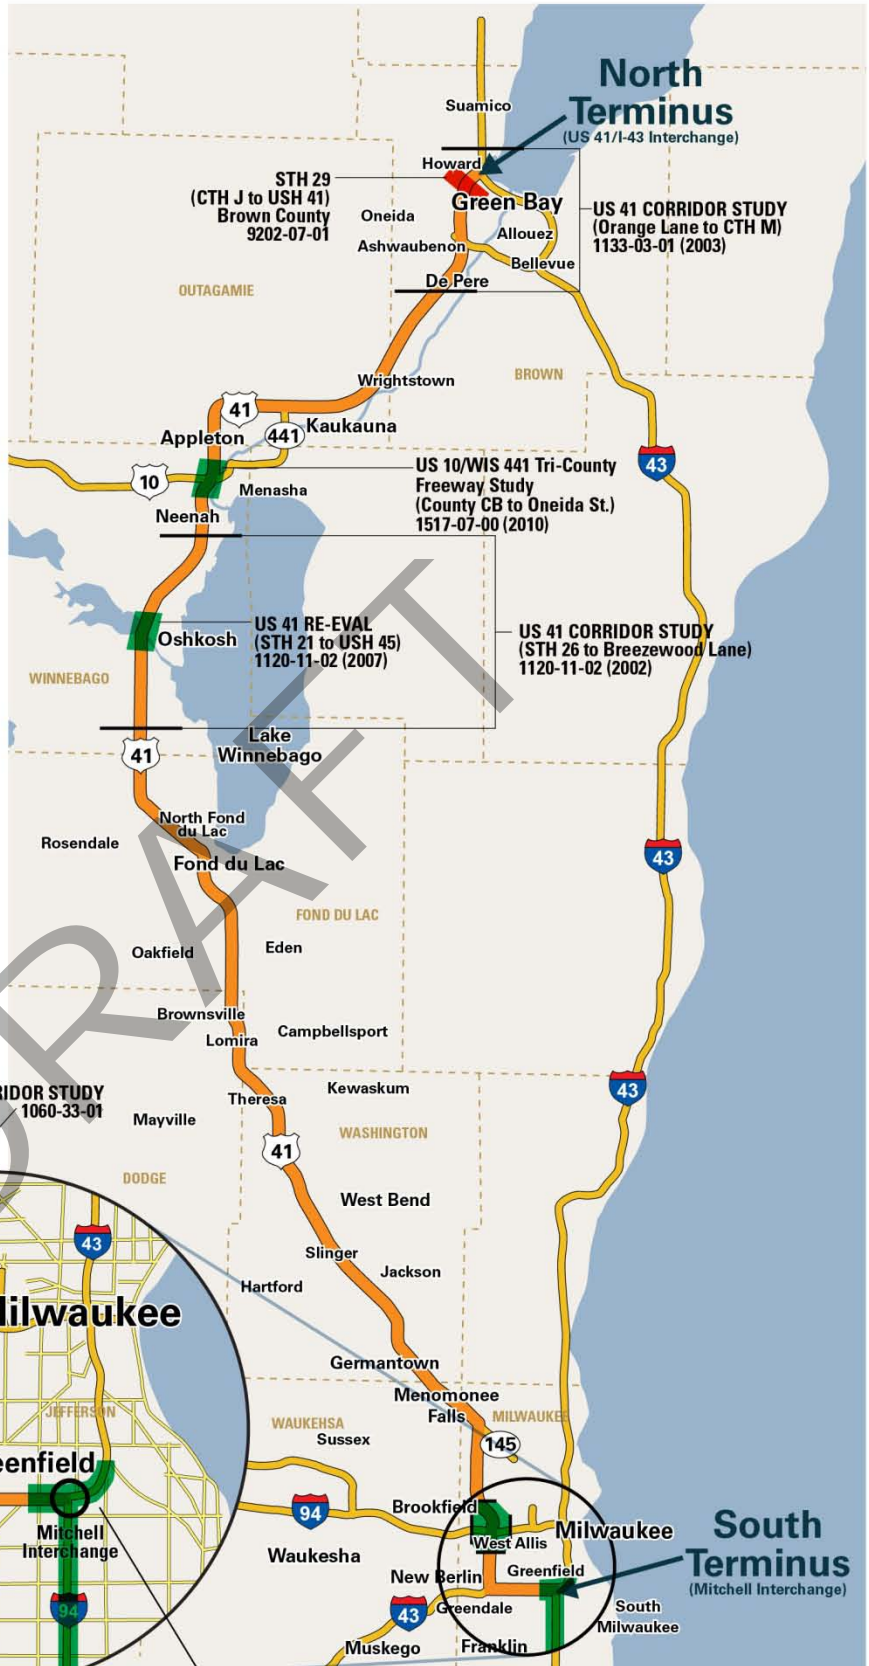 North
Terminus
(US 41/I-43 Interchange)
Suamico
Howard
STH 29
(CTH J to USH 41)
Brown County
9202-07-01
Green Bay
Oneida
Allouez
US 41 CORRIDOR STUDY
(Orange Lane to CTH M)
1133-03-01 (2003)
Ashwaubenon
Bellevue
De Pere
OUTAGAMIE
Wrightstown
BROWN
41
Kaukauna
441
Appleton
43
10
US 10/WIS 441 Tri-County
Freeway Study
(County CB to Oneida St.)
1517-07-00 (2010)
Menasha
Neenah
US 41 RE-EVAL
(STH 21 to USH 45)
1120-11-02 (2007)
Oshkosh
US 41 CORRIDOR STUDY
(STH 26 to Breezewood Lane)
1120-11-02 (2002)
WINNEBAGO
Lake
Winnebago
41
North Fond
du Lac
Rosendale
Fond du Lac
43
FOND DU LAC
Oakfield
Eden
Brownsville
Campbellsport
Lomira
RIDOR STUDY
1060-33-01
Theresa
Kewaskum
43
Mayville
WASHINGTON
41
DODGE
West Bend
43
Slinger
Jackson
Hartford
ilwaukee
Germantown
Menomonee
Falls
JEFFERSON
WAUKEHSA
MILWAUKEE
Sussex
145
eenfield
Brookfield
94
West Allis
Milwaukee
South
Terminus
(Mitchell Interchange)
Mitchell
Interchange
Waukesha
New Berlin
Greenfield
94
43
Greendale
South
Milwaukee
Muskego
Franklin
DRAFT